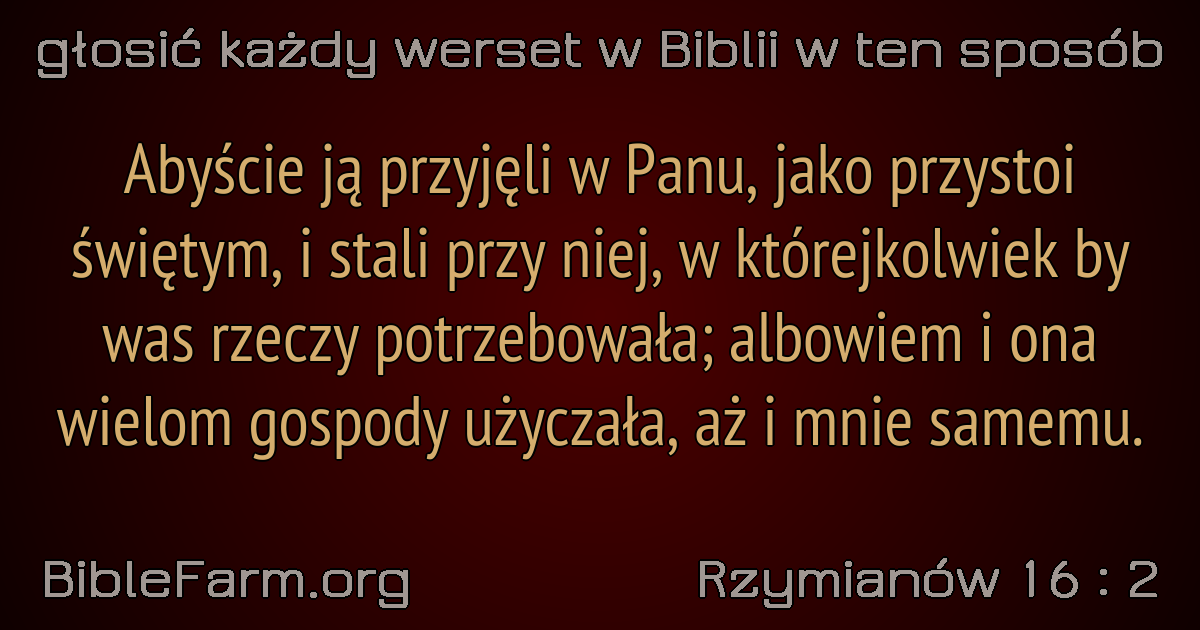 głosić każdy werset w Biblii w ten sposób
Abyście ją przyjęli w Panu, jako przystoi
świętym, i stali przy niej, w którejkolwiek by
was rzeczy potrzebowała; albowiem i ona
wielom gospody użyczała, aż i mnie samemu.
BibleFarm.org
Rzymianów 16 : 2